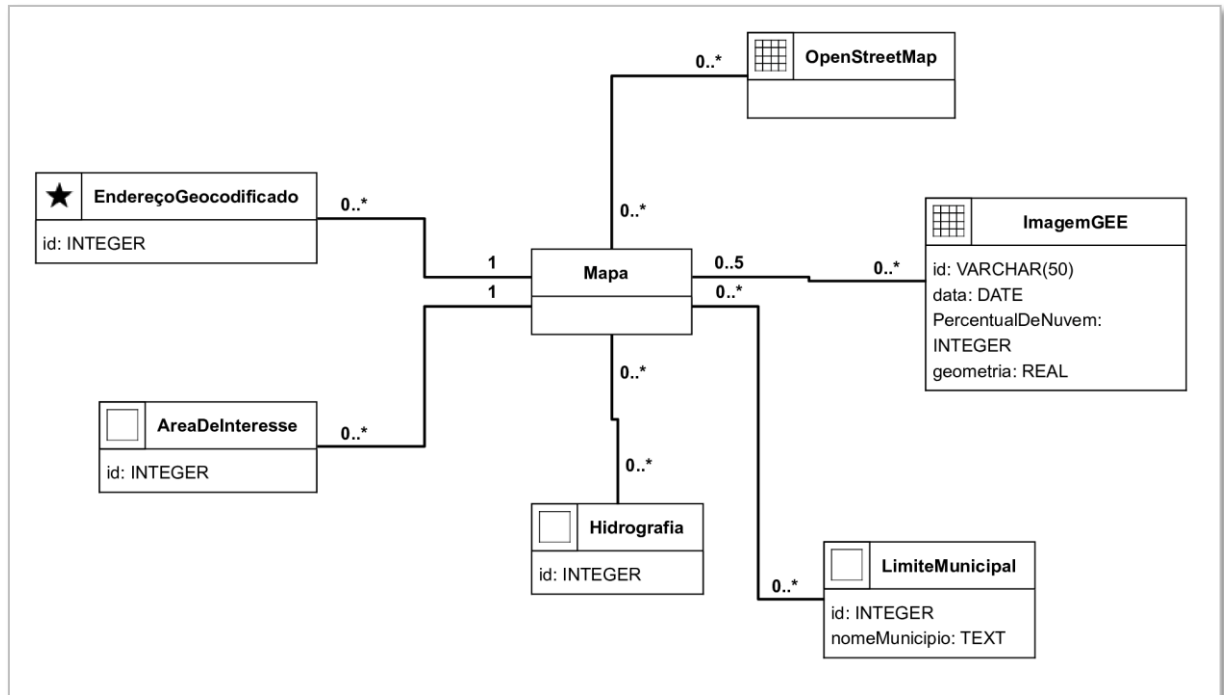 OpenStreetMap
0..*
0..*
EndereçoGeocodificado
id: INTEGER
0..*
1
Mapa
1
0..5
0..*
0..*
0..*
ImagemGEE
id: VARCHAR(50)
data: DATE
PercentualDeNuvem:
INTEGER
geometria: REAL
AreaDeInteresse
id: INTEGER
0..*
0..*
Hidrografia
id: INTEGER
LimiteMunicipal
id: INTEGER
nomeMunicipio: TEXT
0..*